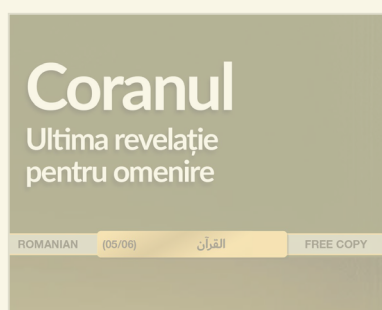 Coranul
Ultima revelație
pentru omenire
ROMANIAN (05/06) القرآن FREE COPY